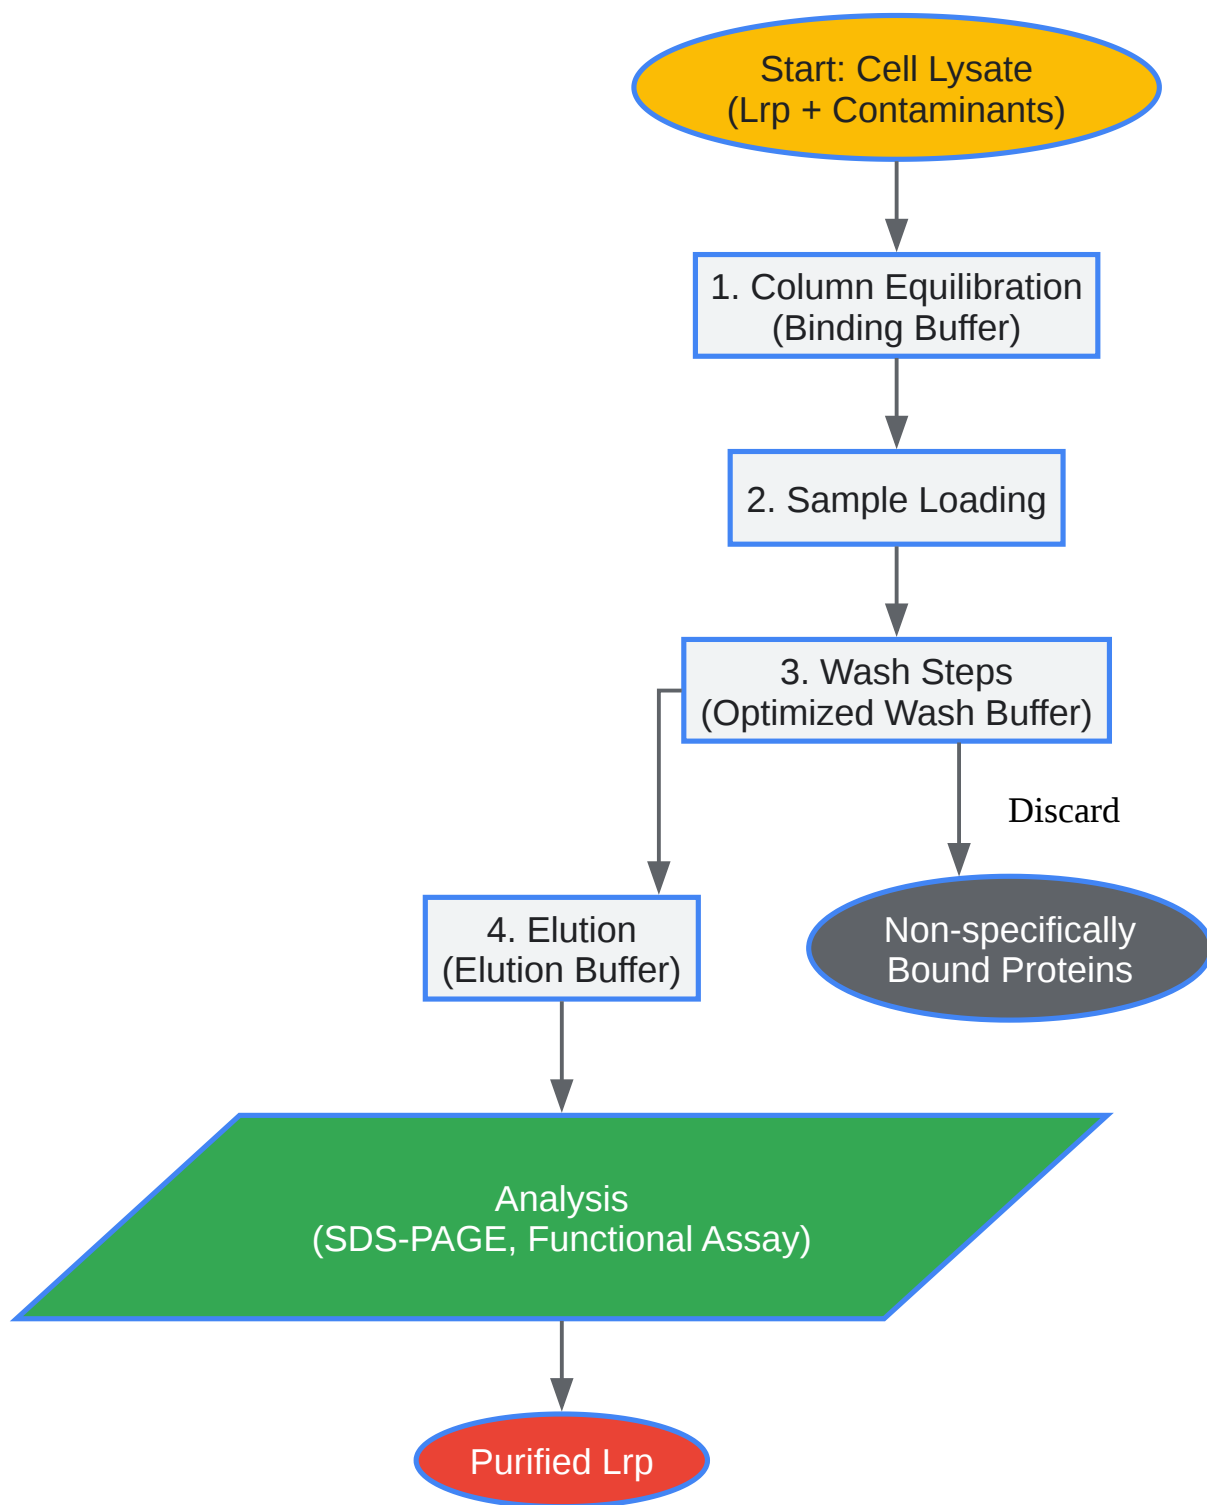 Start: Cell Lysate
(Lrp + Contaminants)
1. Column Equilibration
(Binding Buffer)
2. Sample Loading
3. Wash Steps
(Optimized Wash Buffer)
Discard
4. Elution
(Elution Buffer)
Non-specifically
Bound Proteins
Analysis
(SDS-PAGE, Functional Assay)
Purified Lrp